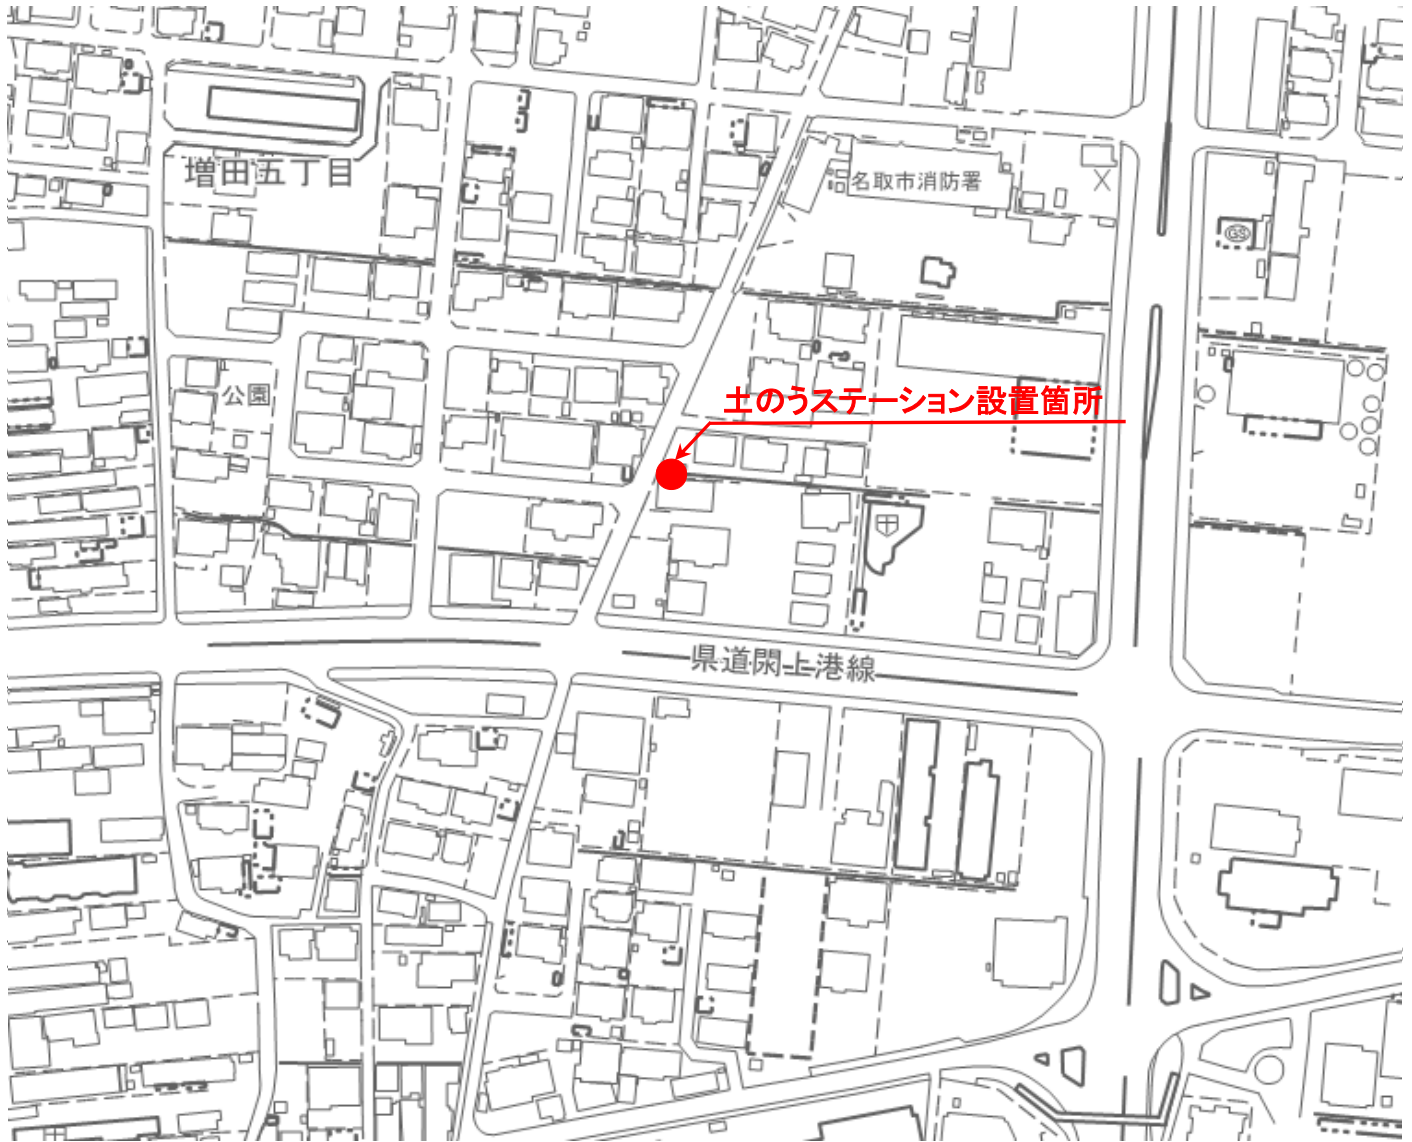 増田五丁目
名取市消防署
GS
公園
土のうステーション設置箇所
県道閖上港線